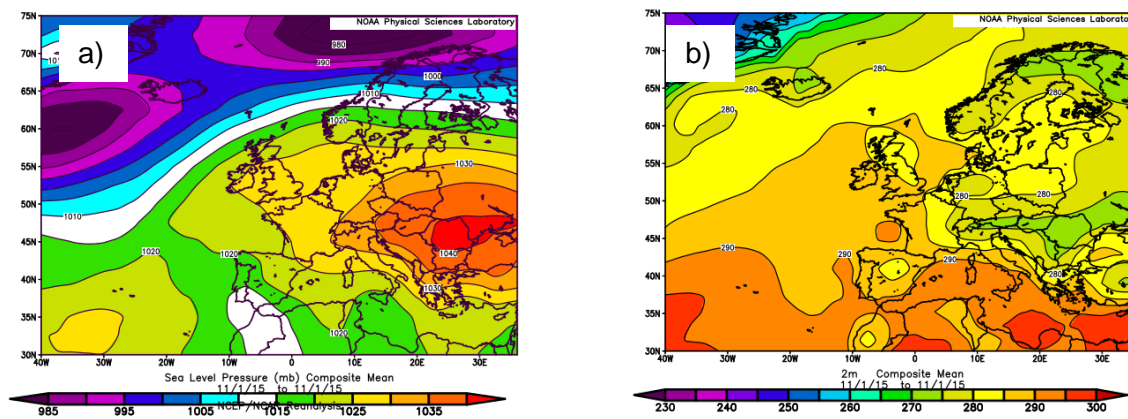 a)
NOAA Physical Sciences Laboratory
75N
70N
65N
60N
55N
50N
45N
40N
35N
30N
40W
30W
20W
10W
0
10E
20E
30E
980
990
1000
1010
1010
1020
1030
1010
1020
1020
1040
1030
1020
Sea Level Pressure (mb) Composite Mean
11/1/15 to 11/1/15
NCEP/NCAR Reanalysis
985
995
1005
1015
1025
1035
b)
NOAA Physical Sciences Laborato
75N
70N
65N
60N
55N
50N
45N
40N
35N
30N
40W
30W
20W
10W
0
10E
20E
30E
280
280
280
280
280
290
290
290
280
2m Composite Mean
11/1/15 to 11/1/15
230
240
250
260
270
280
290
300